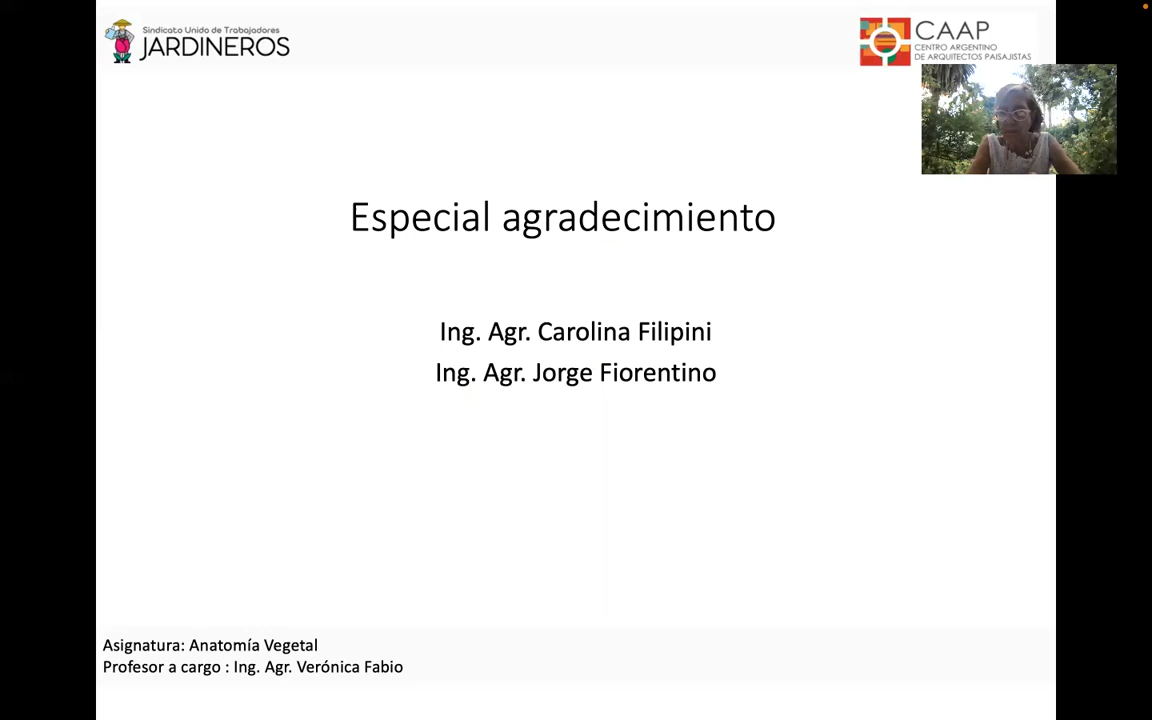 Sindicato Unido de Trabajadores
JARDINEROS
CAAP
CENTRO ARGENTINO
DE ARQUITECTOS PAISAJISTAS
Especial agradecimiento
Ing. Agr. Carolina Filipini
Ing. Agr. Jorge Fiorentino
Asignatura: Anatomía Vegetal
Profesor a cargo : Ing. Agr. Verónica Fabio